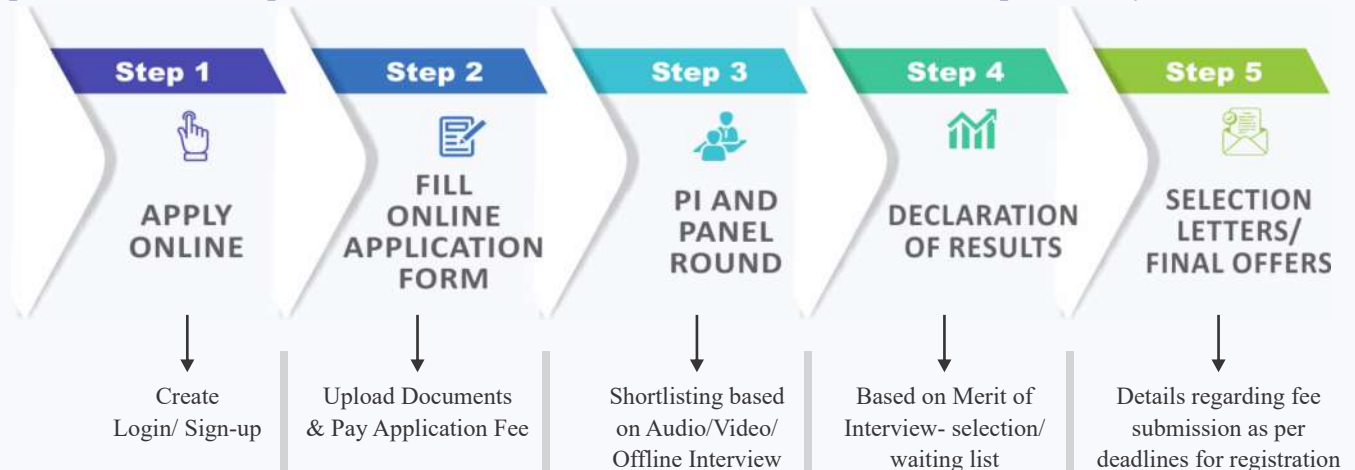 Step 1
APPLY
ONLINE
Create
Login/ Sign-up
Step 2
FILL
ONLINE
APPLICATION
FORM
Upload Documents
& Pay Application Fee
Step 3
PI AND
PANEL
ROUND
Shortlisting based
on Audio/Video/
Offline Interview
Step 4
DECLARATION
OF RESULTS
Based on Merit of
Interview- selection/
waiting list
Step 5
SELECTION
LETTERS/
FINAL OFFERS
Details regarding fee
submission as per
deadlines for registration